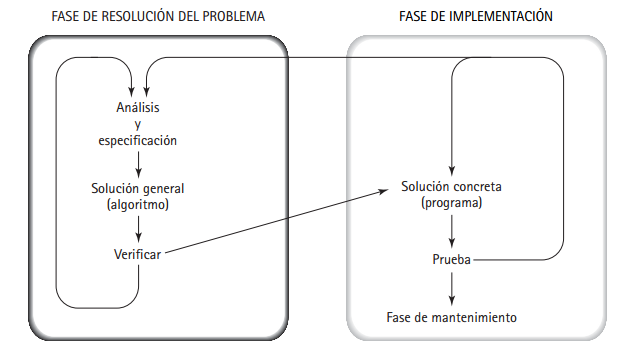 FASE DE RESOLUCIÓN DEL PROBLEMA
Análisis
y
especificación
Solución general
(algoritmo)
Verificar
FASE DE IMPLEMENTACIÓN
Solución concreta
(programa)
Prueba
Fase de mantenimiento